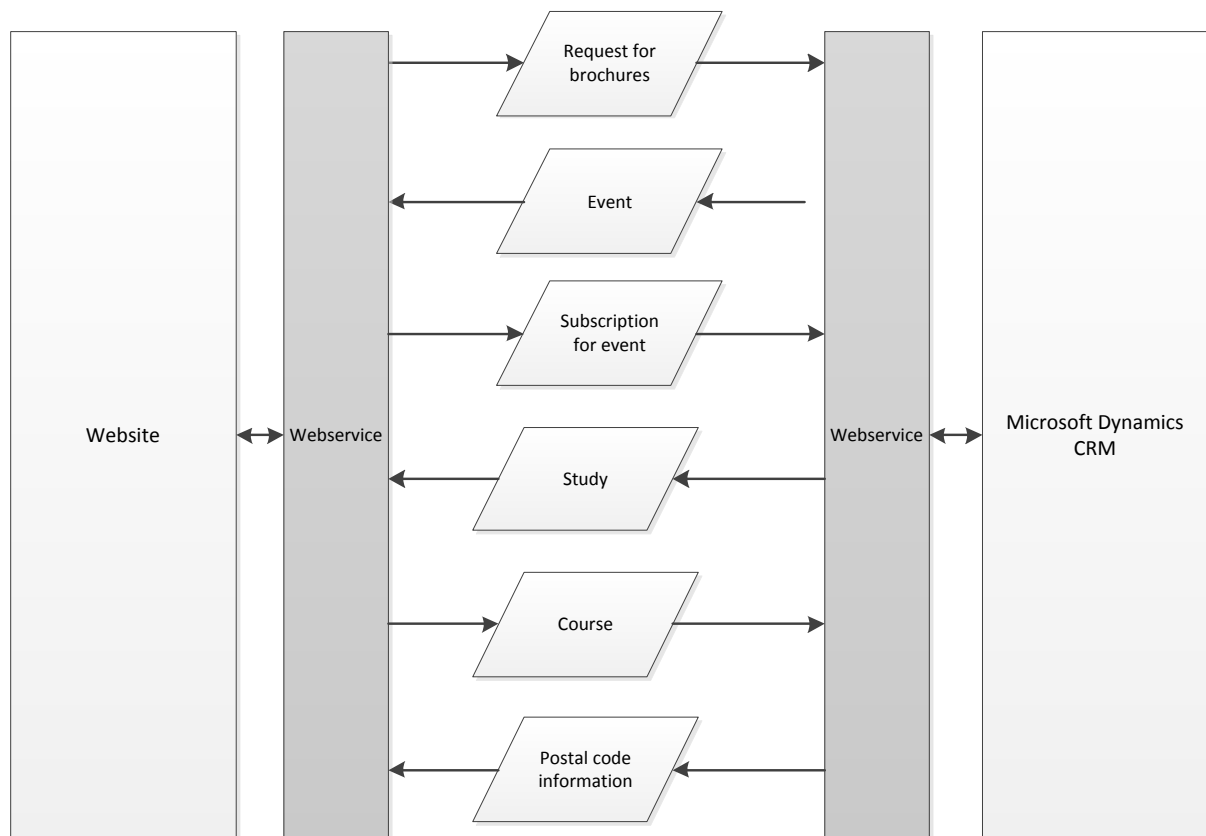 Request for
brochures
Event
Subscription
for event
Website
Webservice
Webservice
Microsoft Dynamics
CRM
Study
Course
Postal code
information